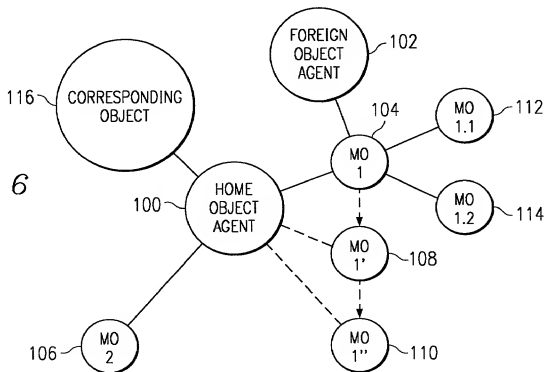 FOREIGN
OBJECT
AGENT
102
116
CORRESPONDING
OBJECT
104
MO
1.1
112
MO
1
6
100
HOME
OBJECT
AGENT
MO
1.2
114
MO
1'
108
106
MO
2
MO
1"
110